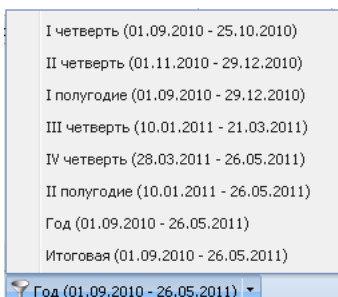 I четверть (01.09.2010 - 25.10.2010)
II четверть (01.11.2010 - 29.12.2010)
I полугодие (01.09.2010 - 29.12.2010)
III четверть (10.01.2011 - 21.03.2011)
IV четверть (28.03.2011 - 26.05.2011)
II полугодие (10.01.2011 - 26.05.2011)
Год (01.09.2010 - 26.05.2011)
Итоговая (01.09.2010 - 26.05.2011)
Год (01.09.2010 - 26.05.2011)